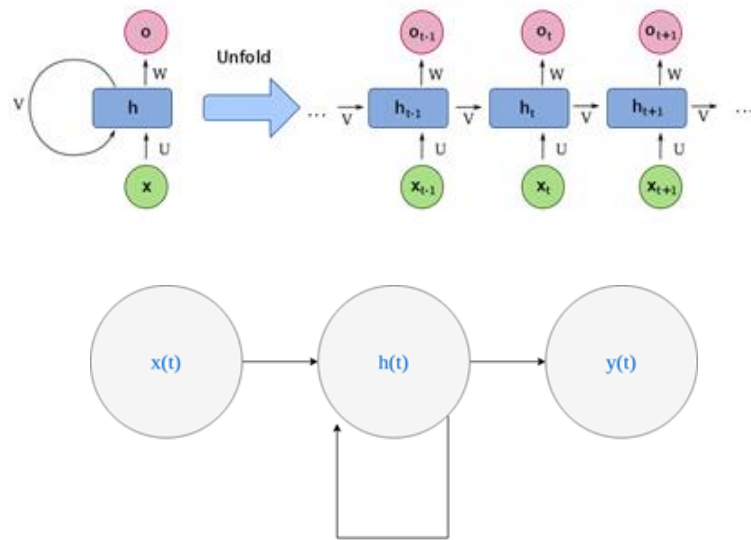 o o_{t-1} o_t o_{t+1}
Unfold
W W W W
V h ... V h_{t-1} V h_t V h_{t+1} V ...
U U U U
x x_{t-1} x_t x_{t+1}
x(t) h(t) y(t)